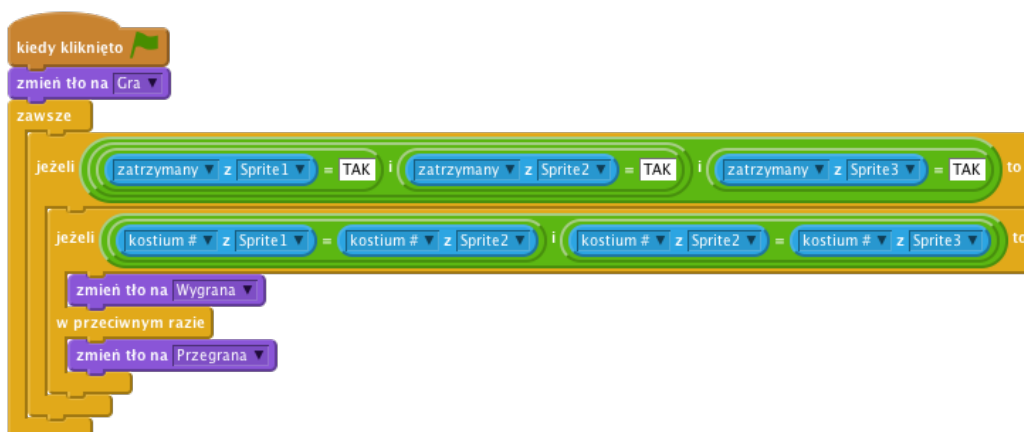 kiedy kliknięto
zmień tło na Gra
zawsze
jeżeli zatrzymany z Sprite1 = TAK i zatrzymany z Sprite2 = TAK i zatrzymany z Sprite3 = TAK to
jeżeli kostium # z Sprite1 = kostium # z Sprite2 i kostium # z Sprite2 = kostium # z Sprite3 to
zmień tło na Wygrana
w przeciwnym razie
zmień tło na Przegrana